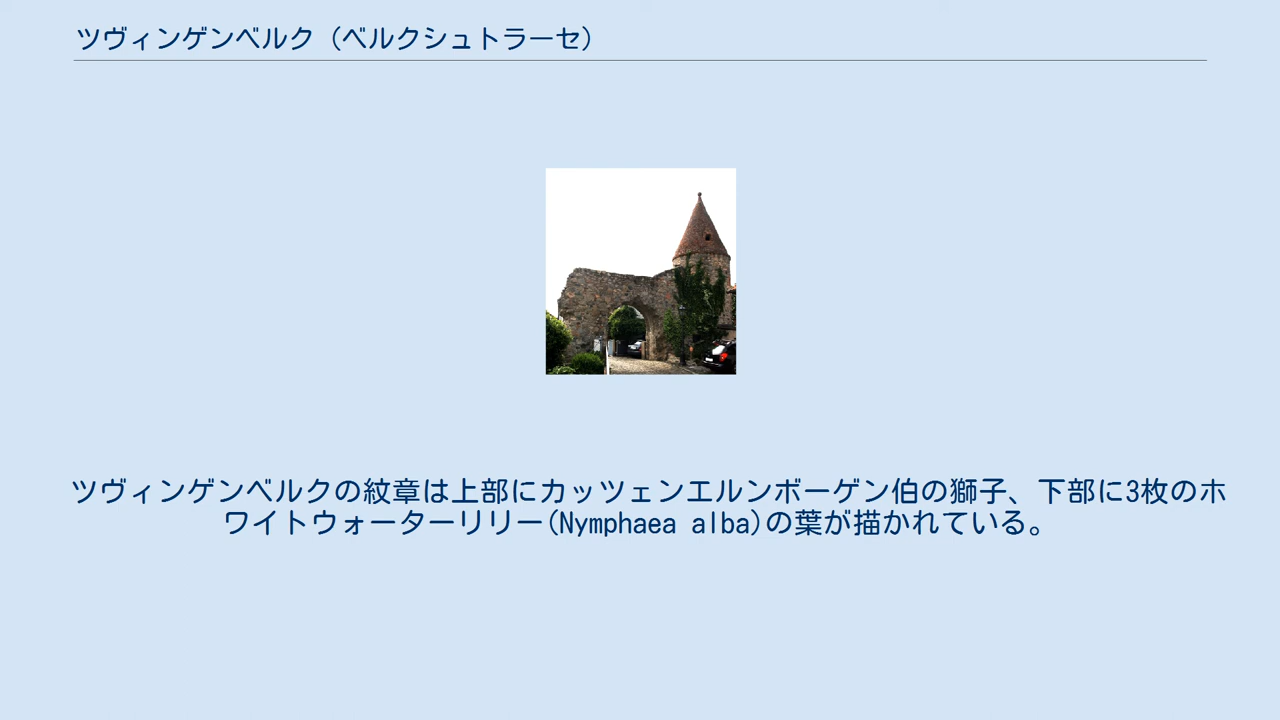 ツヴィンゲンベルク（ベルクシュトラーセ）
ツヴィンゲンベルクの紋章は上部にカッツェンエルンボーゲン伯の獅子、下部に3枚のホ
ワイトウォーターリリー(Nymphaea alba)の葉が描かれている。